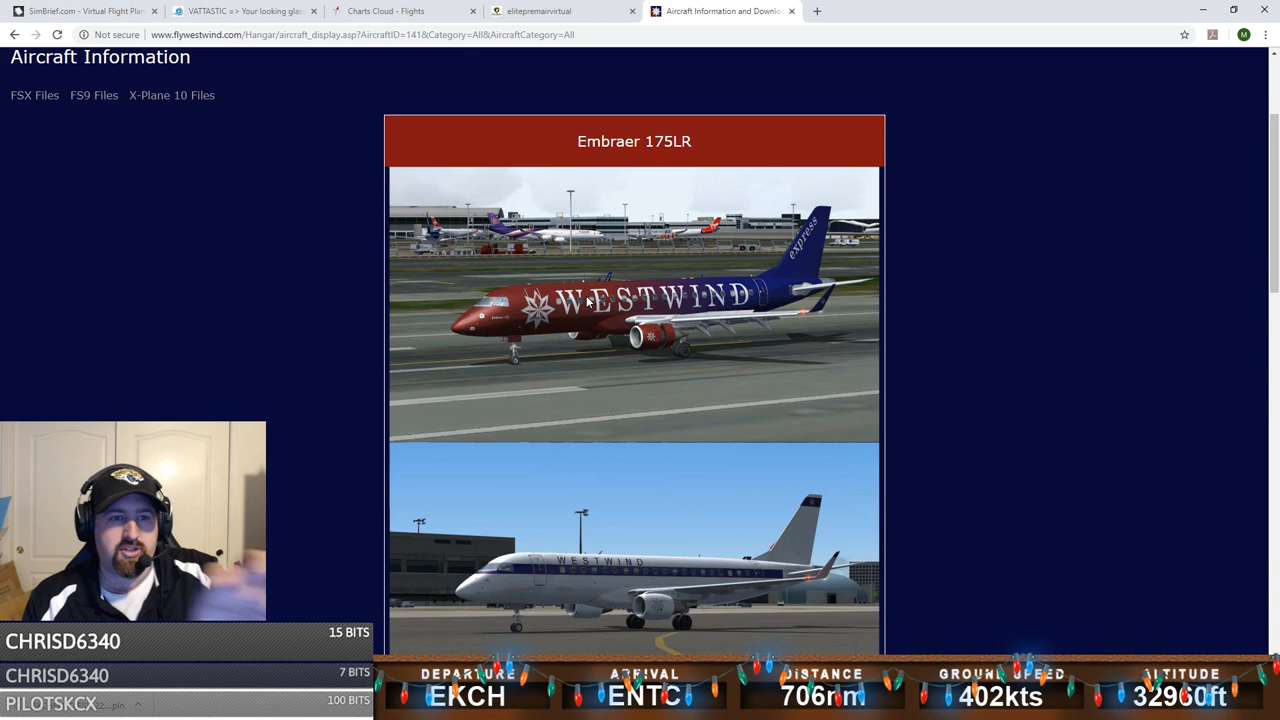 SimBrief.com - Virtual Flight Plan
VATTASTIC => Your looking glas
Charts Cloud - Flights
elitepremairvirtual
Aircraft Information and Downlo
Not secure
www.flywestwind.com/Hangar/aircraft_display.asp?AircraftID=141&Category=All&AircraftCategory=All
M
Aircraft Information
FSX Files FS9 Files X-Plane 10 Files
Embraer 175LR
express
WESTWIND
WESTWIND
CHRISD6340 15 BITS
CHRISD6340 7 BITS
PILOTSKCX 100 BITS
DEPARTURE
EKCH
ARRIVAL
ENTC
DISTANCE
706nm
GROUND SPEED
402kts
ALTITUDE
32960ft